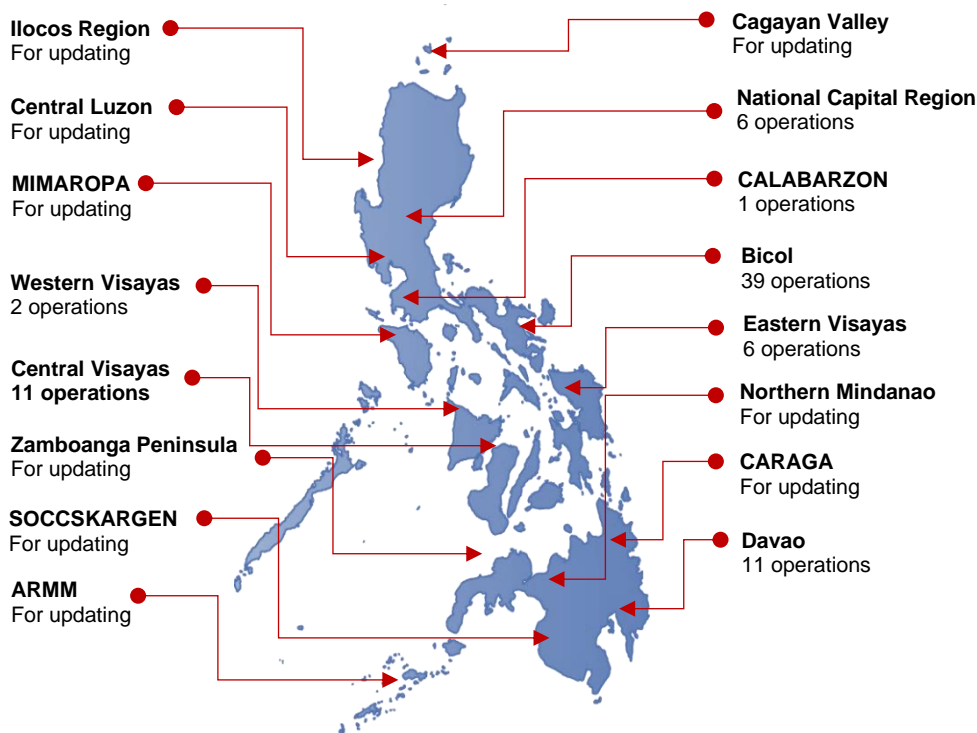 Ilocos Region
For updating
Central Luzon
For updating
MIMAROPA
For updating
Western Visayas
2 operations
Central Visayas
11 operations
Zamboanga Peninsula
For updating
SOCCSKARGEN
For updating
ARMM
For updating
Cagayan Valley
For updating
National Capital Region
6 operations
CALABARZON
1 operations
Bicol
39 operations
Eastern Visayas
6 operations
Northern Mindanao
For updating
CARAGA
For updating
Davao
11 operations